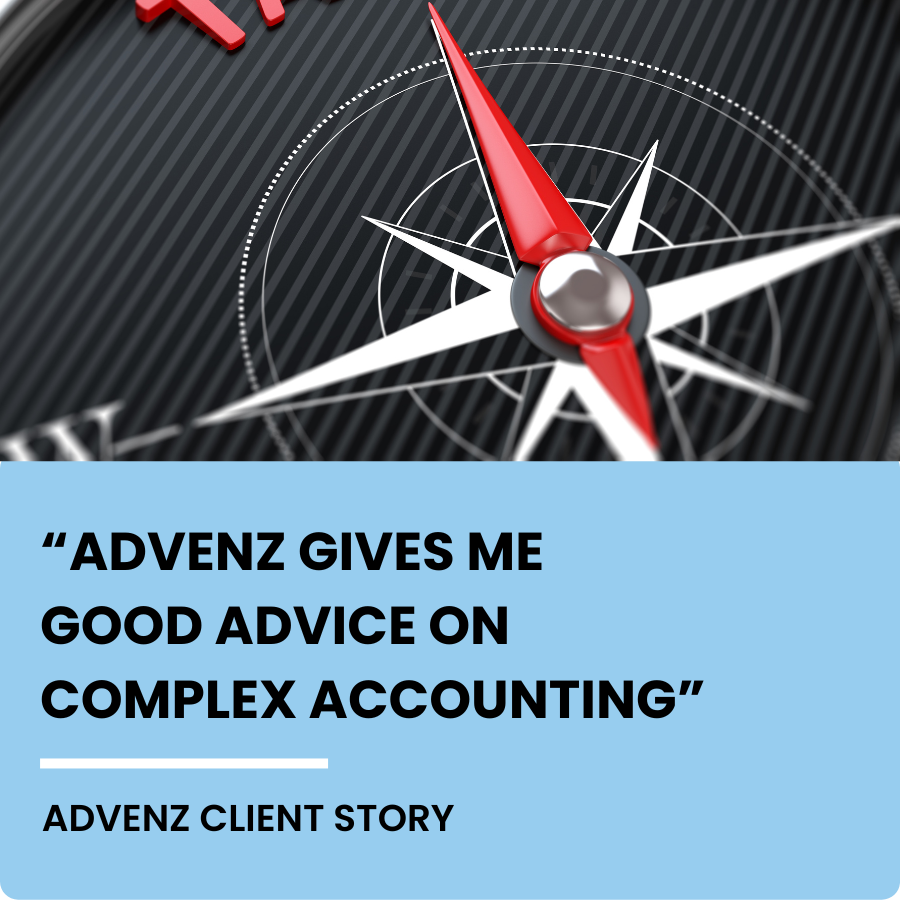 W
“ADVENZ GIVES ME
GOOD ADVICE ON
COMPLEX ACCOUNTING”
ADVENZ CLIENT STORY